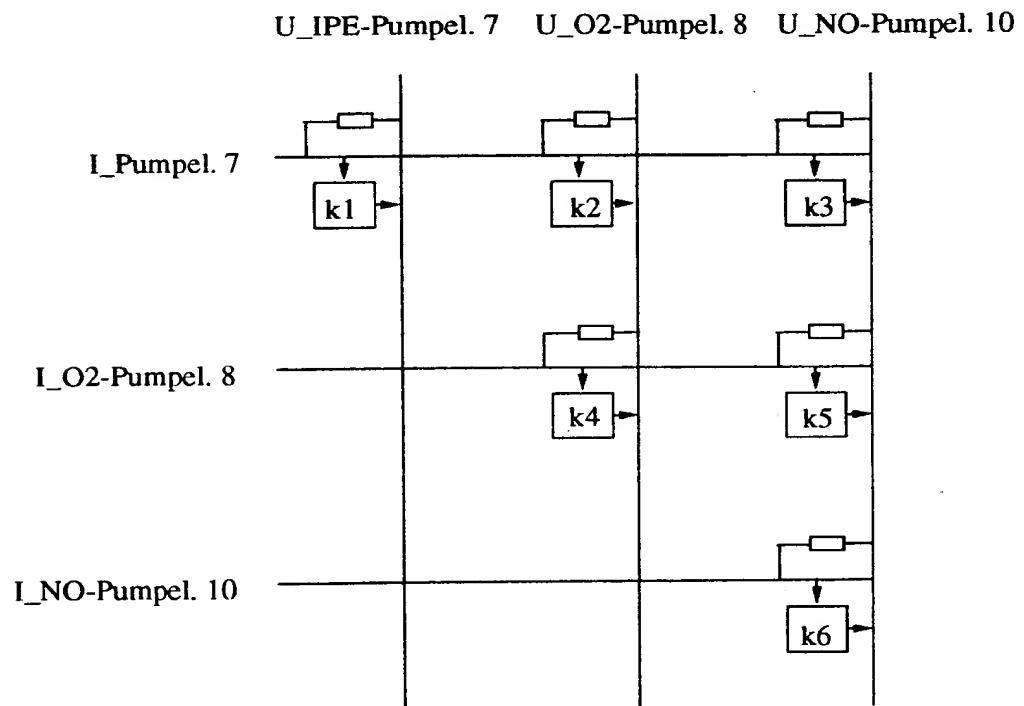 U_IPE-Pumpel. 7 U_O2-Pumpel. 8 U_NO-Pumpel. 10
I_Pumpel. 7
k1 k2 k3
I_O2-Pumpel. 8
k4 k5
I_NO-Pumpel. 10
k6